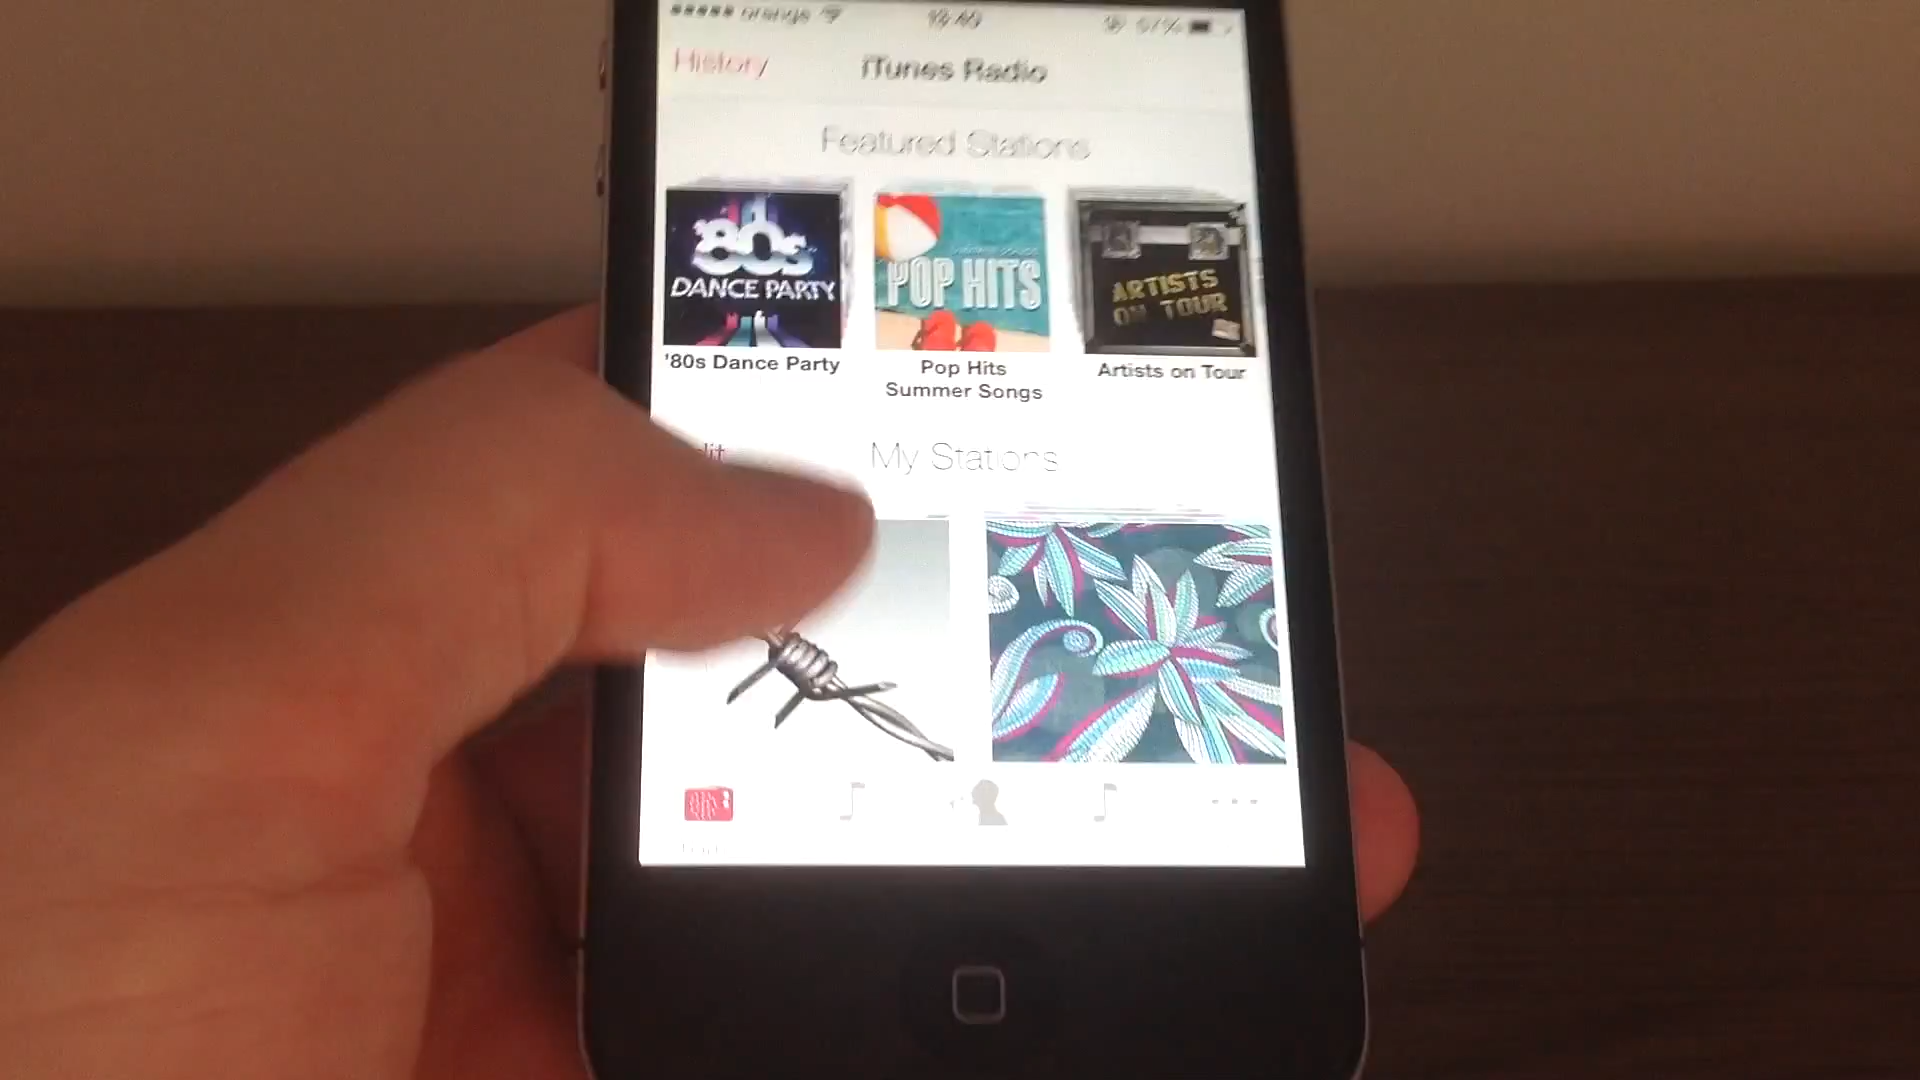 orange
History
iTunes Radio
Featured Stations
'80s
DANCE PARTY
POP HITS
ARTISTS
ON TOUR
'80s Dance Party
Pop Hits
Summer Songs
Artists on Tour
My Stations